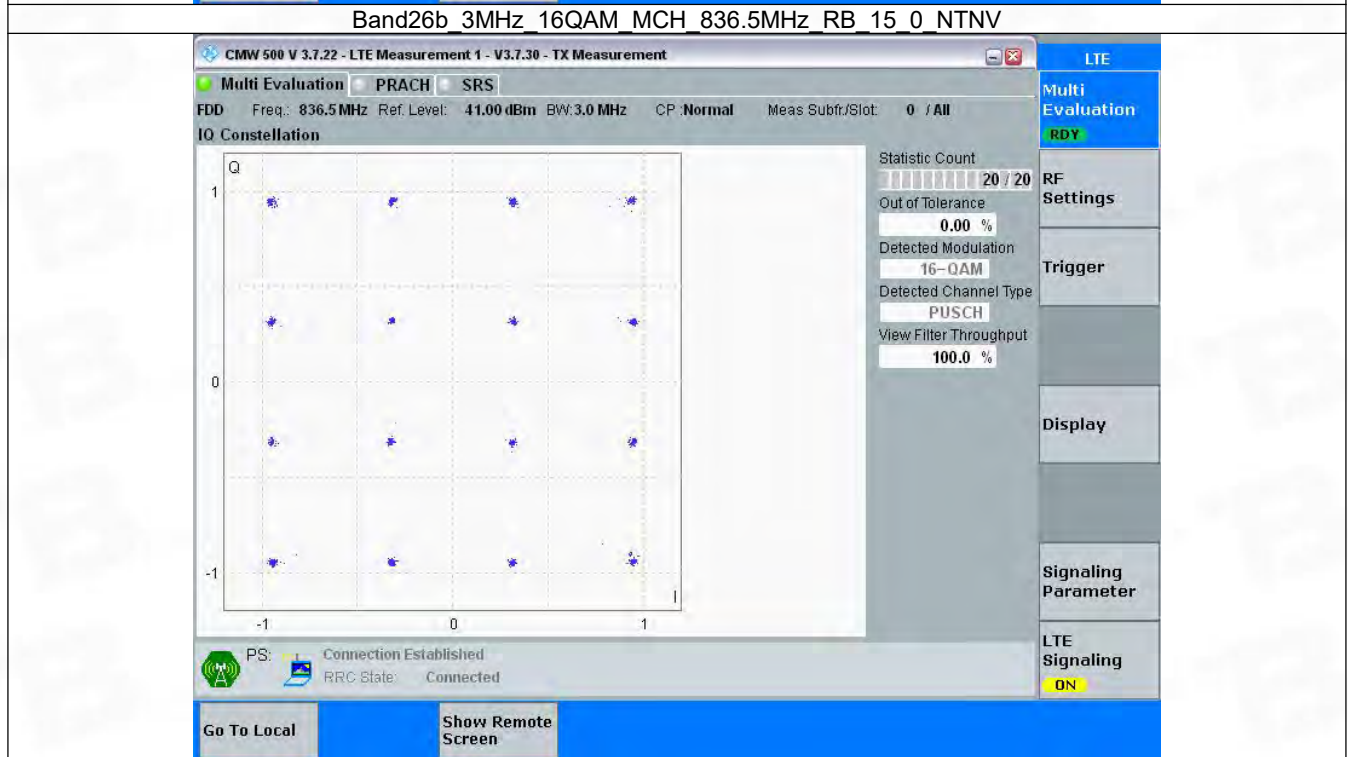 Band26b_3MHz_16QAM_MCH_836.5MHz_RB_15_0_NTNV
CMW 500 V 3.7.22 - LTE Measurement 1 - V3.7.30 - TX Measurement
LTE
Multi Evaluation PRACH SRS
Multi
Evaluation
RDY
FDD Freq.: 836.5 MHz Ref. Level: 41.00 dBm BW: 3.0 MHz CP :Normal Meas Subfr./Slot: 0 / All
IQ Constellation
Q
1
0
-1
-1 0 1
I
Statistic Count
20 / 20
Out of Tolerance
0.00 %
Detected Modulation
16-QAM
Detected Channel Type
PUSCH
View Filter Throughput
100.0 %
RF
Settings
Trigger
Display
Signaling
Parameter
LTE
Signaling
ON
PS: Connection Established
RRC State: Connected
Go To Local
Show Remote
Screen